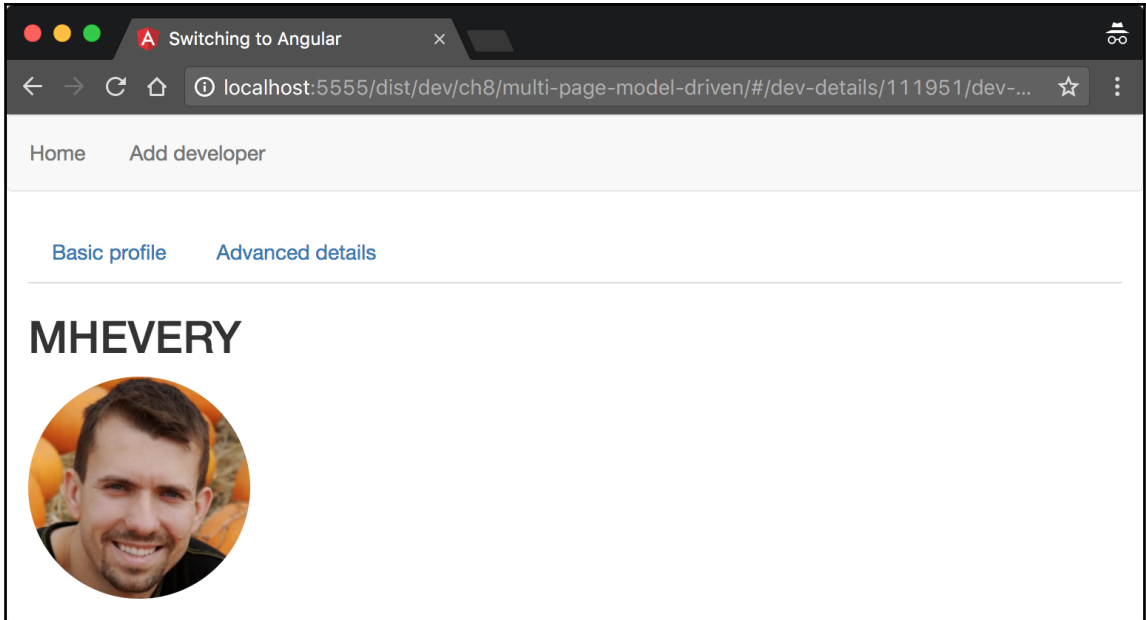 Switching to Angular
localhost:5555/dist/dev/ch8/multi-page-model-driven/#/dev-details/111951/dev-...
Home Add developer
Basic profile Advanced details
MHEVERY